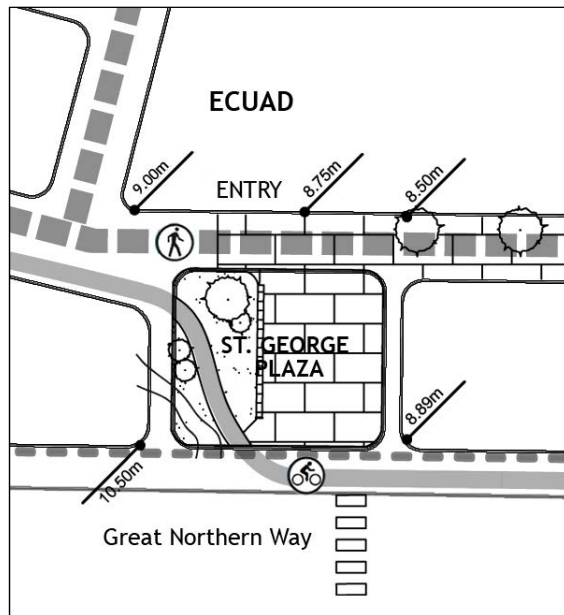 ECUAD
9.00m
ENTRY
8.75m
8.50m
ST. GEORGE
PLAZA
8.89m
10.50m
Great Northern Way